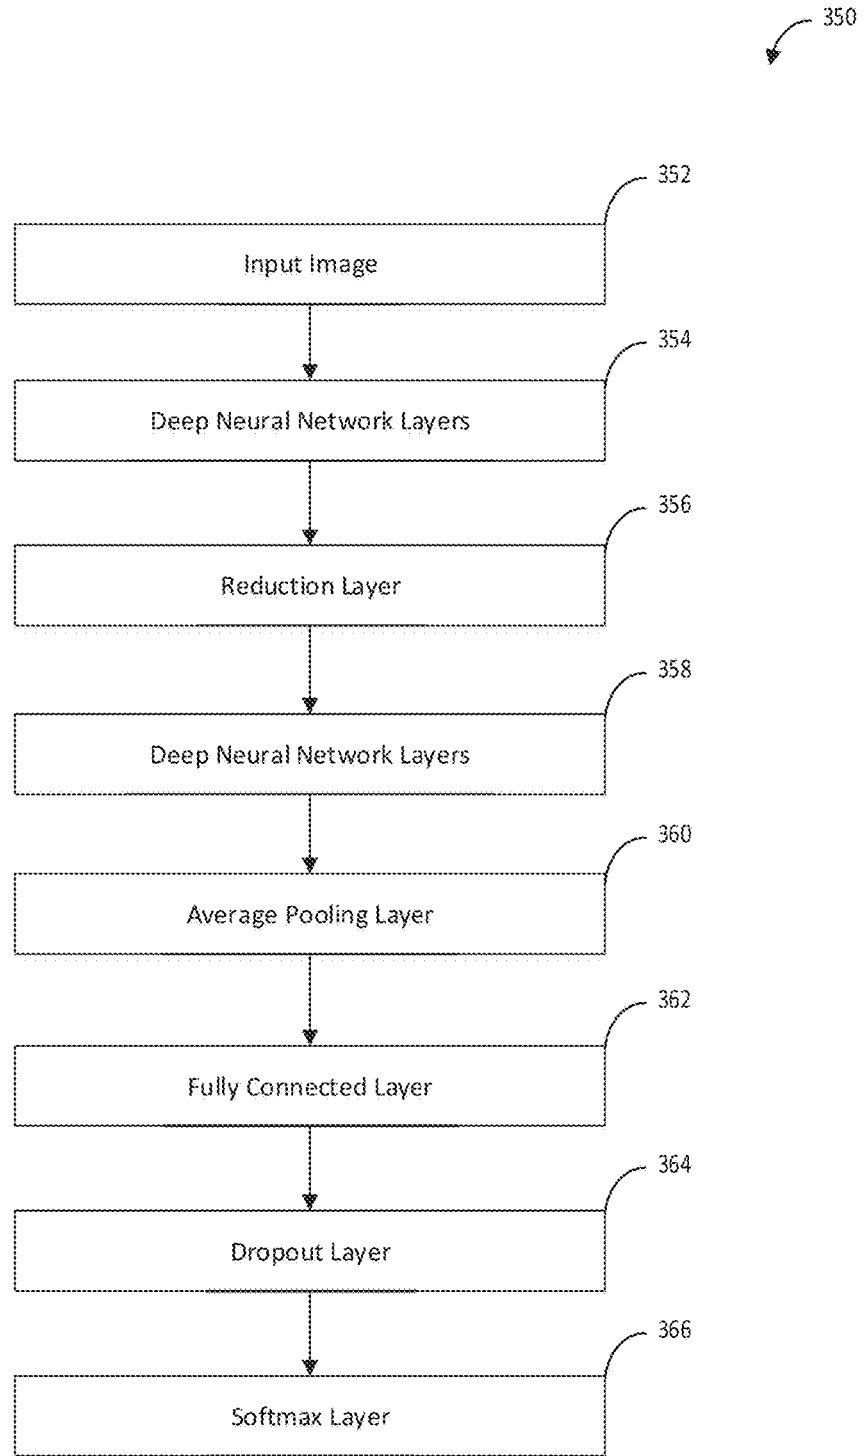 350
352
Input Image
354
Deep Neural Network Layers
356
Reduction Layer
358
Deep Neural Network Layers
360
Average Pooling Layer
362
Fully Connected Layer
364
Dropout Layer
366
Softmax Layer